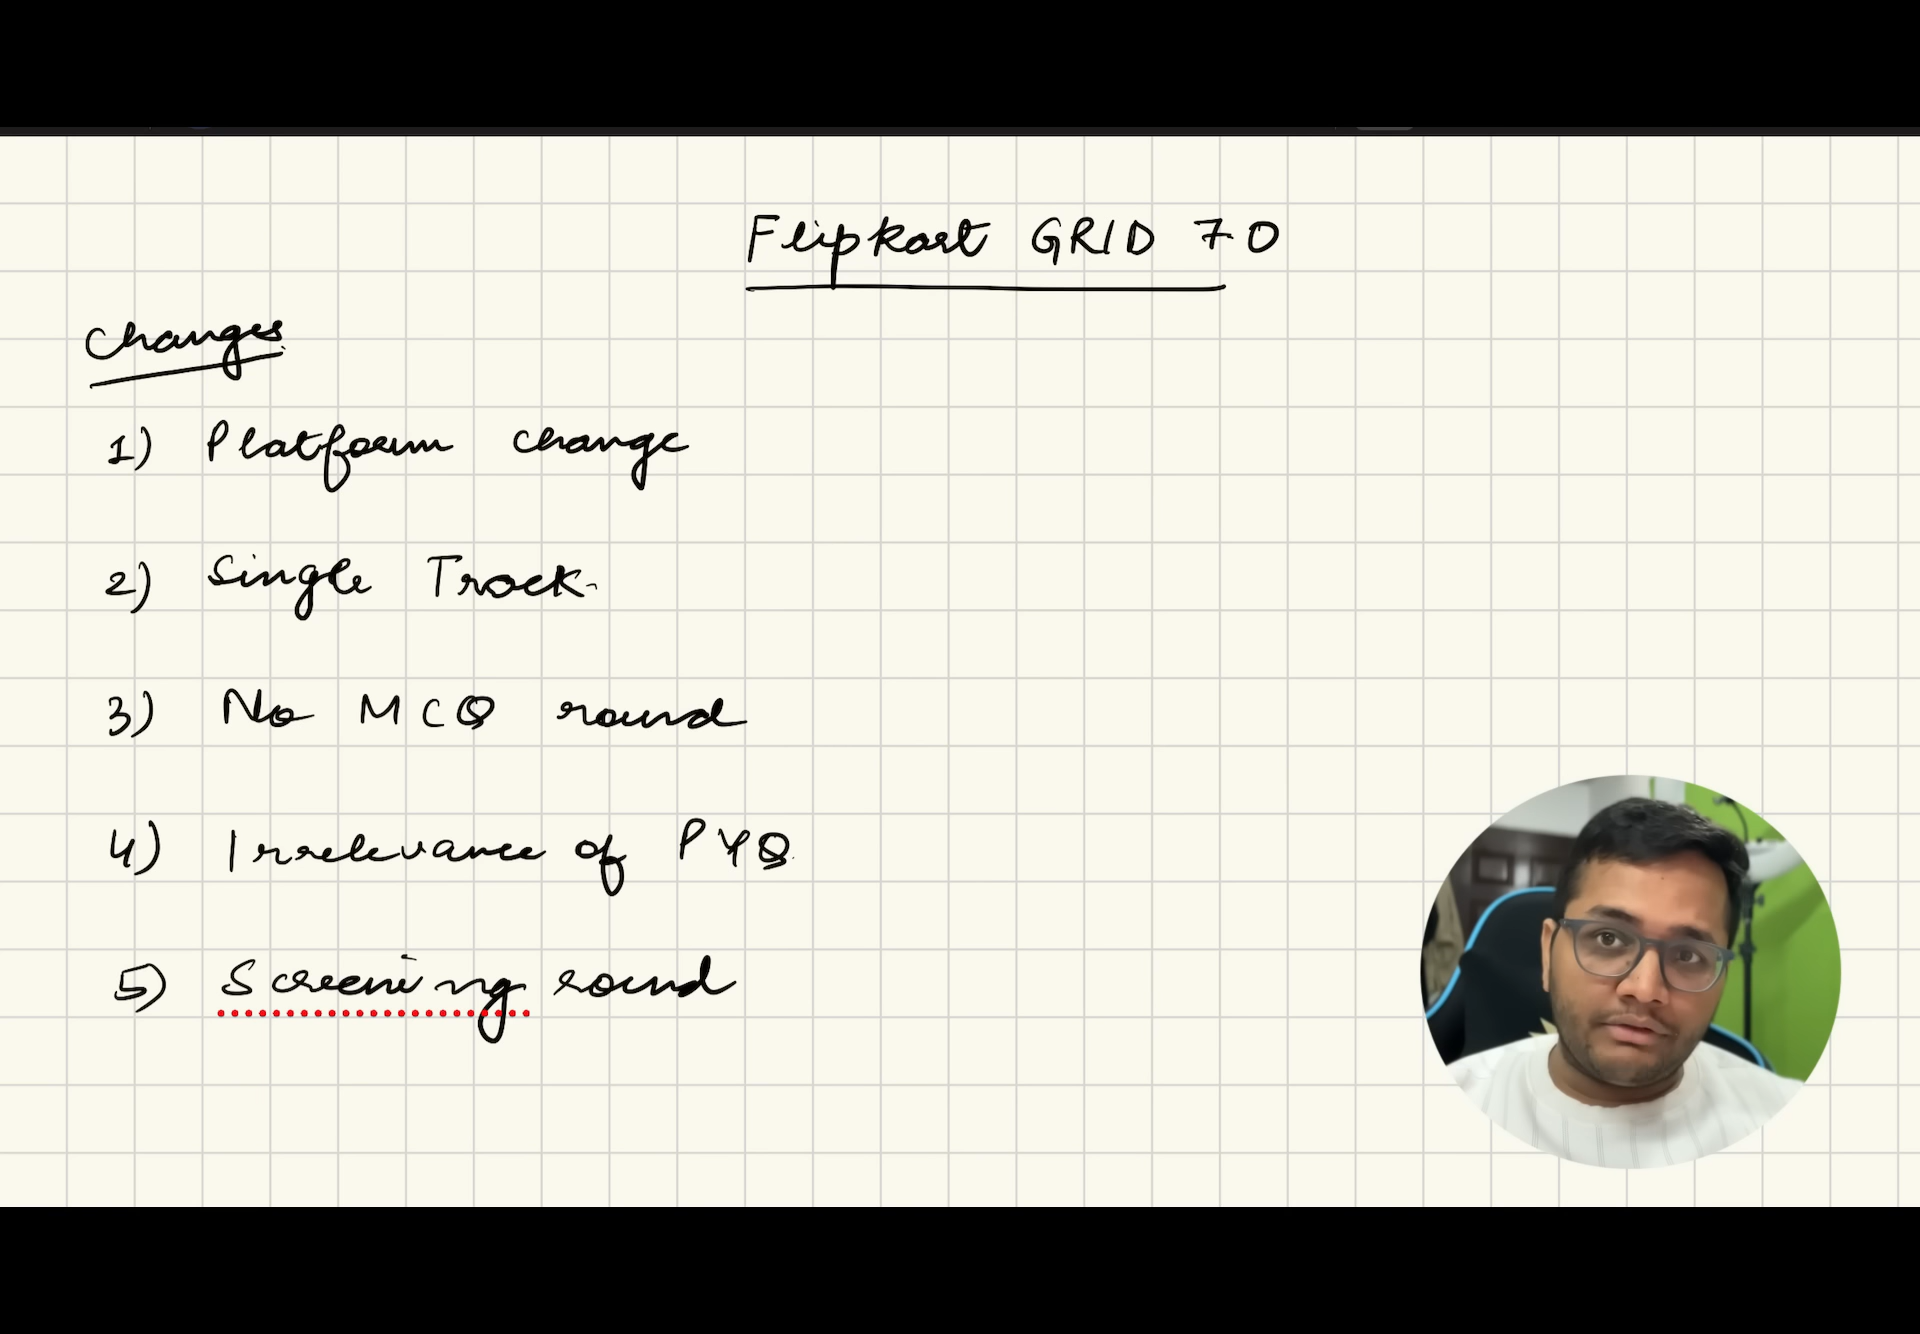 Flipkart GRID 7.0
Changes
1) Platform change
2) Single Track
3) No MCQ round
4) Irrelevance of PYQ
5) Screening round